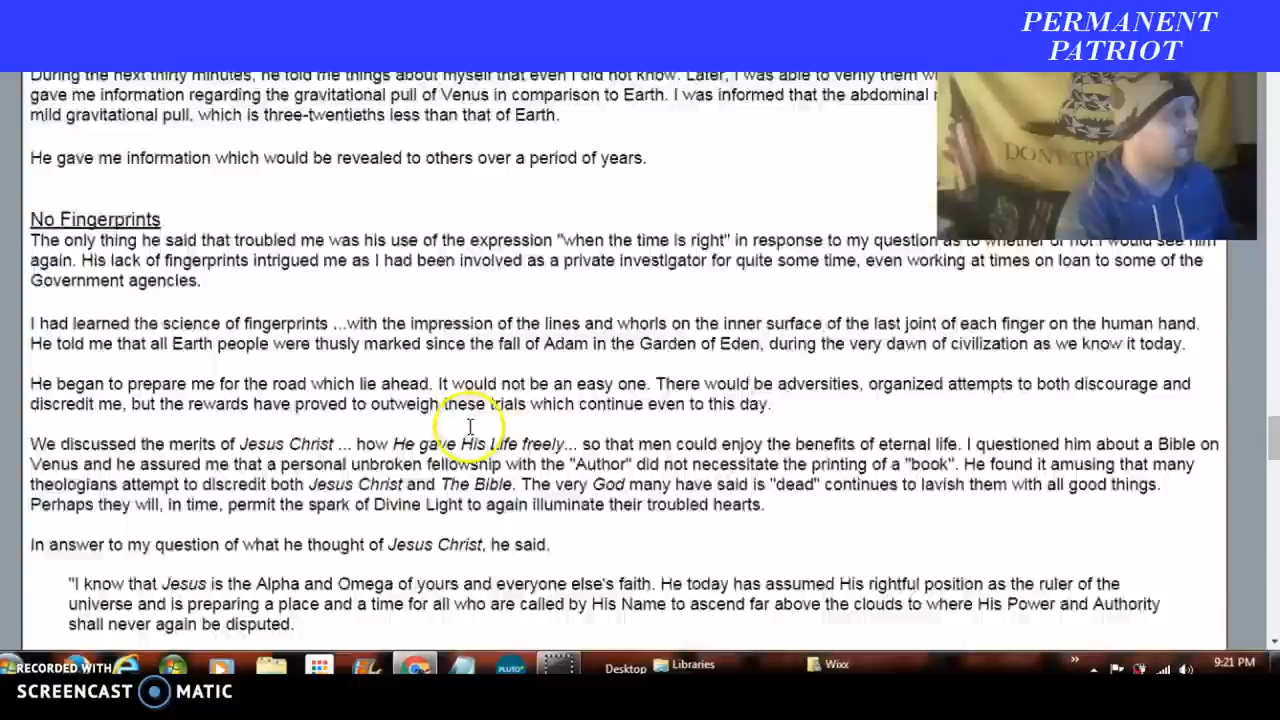 PERMANENT
PATRIOT
During the next thirty minutes, he told me things about myself that even I did not know. Later, I was able to verify them
gave me information regarding the gravitational pull of Venus in comparison to Earth. I was informed that the abdominal
mild gravitational pull, which is three-twentieths less than that of Earth.
DON'T
He gave me information which would be revealed to others over a period of years.
No Fingerprints
The only thing he said that troubled me was his use of the expression "when the time is right" in response to my question as to whether or not I would see him
again. His lack of fingerprints intrigued me as I had been involved as a private investigator for quite some time, even working at times on loan to some of the
Government agencies.
I had learned the science of fingerprints ...with the impression of the lines and whorls on the inner surface of the last joint of each finger on the human hand.
He told me that all Earth people were thusly marked since the fall of Adam in the Garden of Eden, during the very dawn of civilization as we know it today.
He began to prepare me for the road which lie ahead. It would not be an easy one. There would be adversities, organized attempts to both discourage and
discredit me, but the rewards have proved to outweigh these trials which continue even to this day.
We discussed the merits of Jesus Christ ... how He gave His Life freely... so that men could enjoy the benefits of eternal life. I questioned him about a Bible on
Venus and he assured me that a personal unbroken fellowship with the "Author" did not necessitate the printing of a "book". He found it amusing that many
theologians attempt to discredit both Jesus Christ and The Bible. The very God many have said is "dead" continues to lavish them with all good things.
Perhaps they will, in time, permit the spark of Divine Light to again illuminate their troubled hearts.
In answer to my question of what he thought of Jesus Christ, he said,
"I know that Jesus is the Alpha and Omega of yours and everyone else's faith. He today has assumed His rightful position as the ruler of the
universe and is preparing a place and a time for all who are called by His Name to ascend far above the clouds to where His Power and Authority
shall never again be disputed.
RECORDED WITH
PLUTO
Desktop
Libraries
Wixx
»
9:21 PM
SCREENCAST MATIC